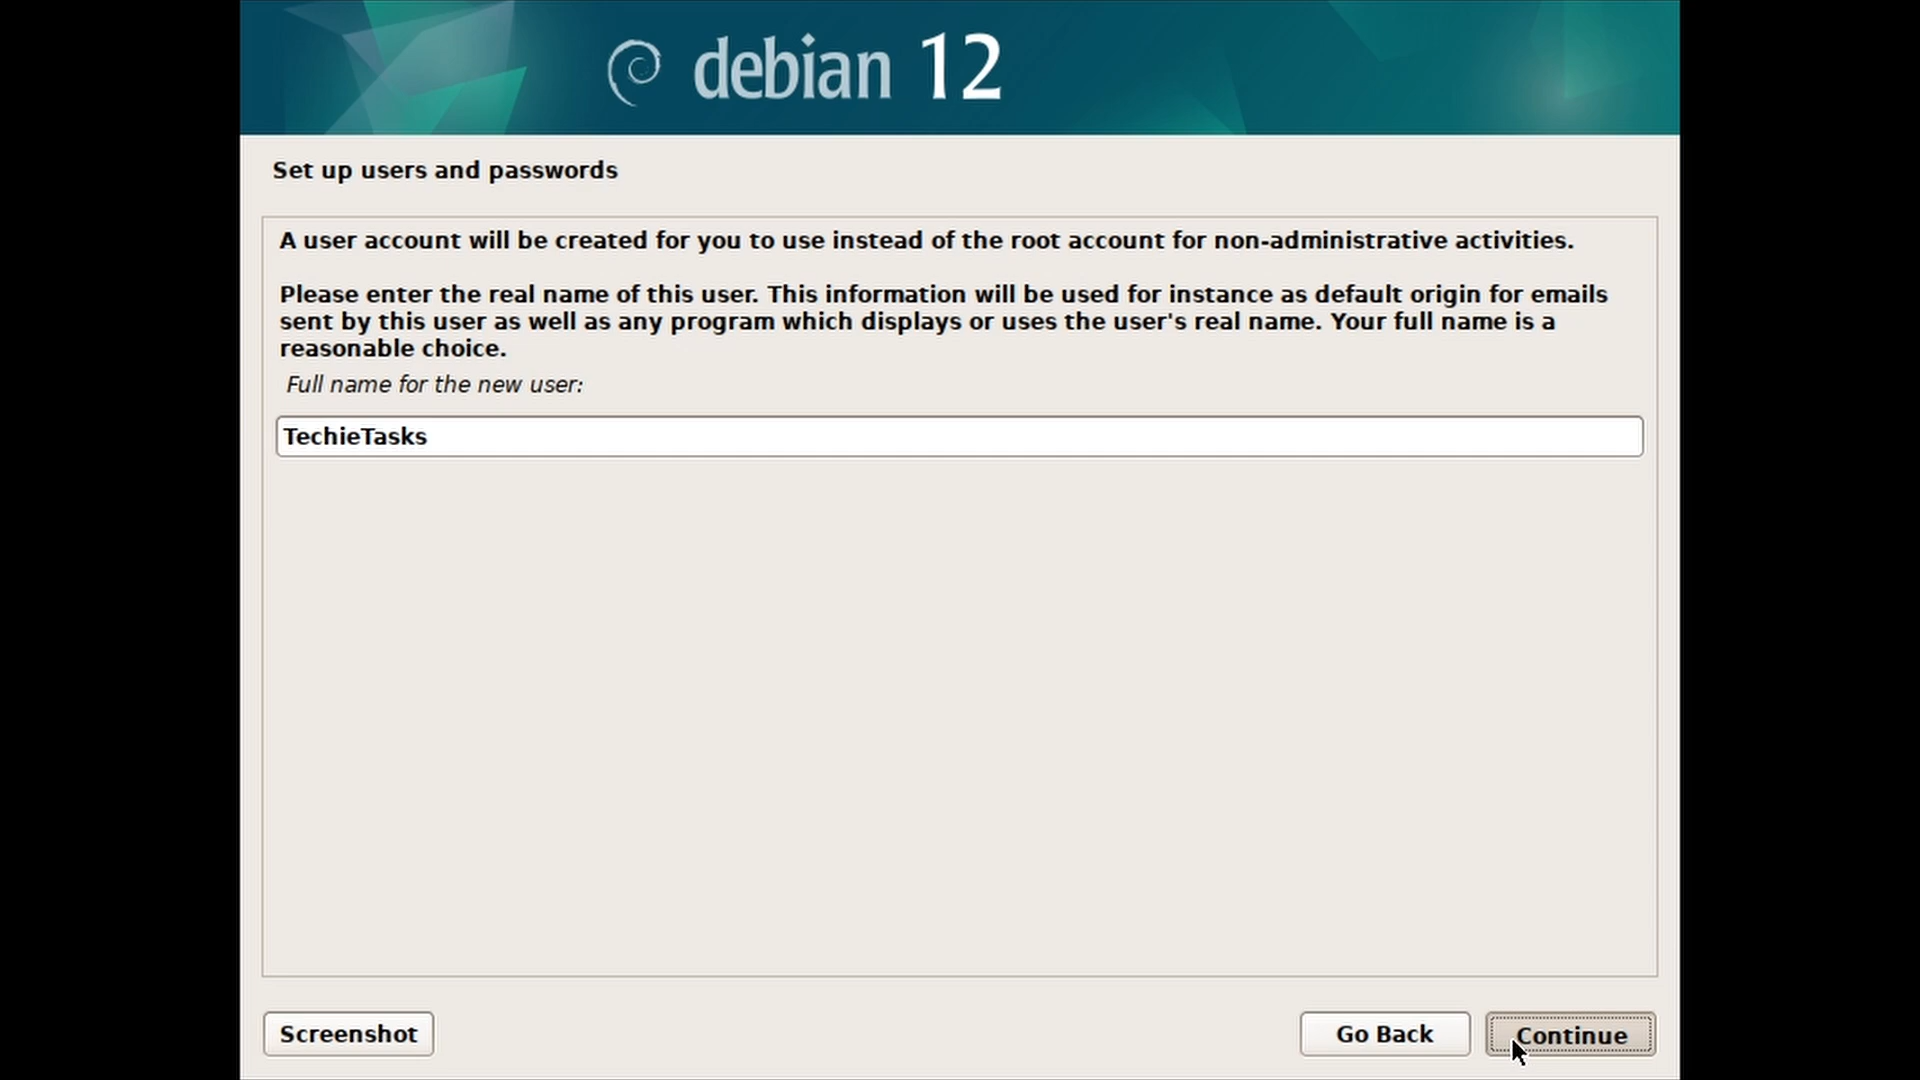 debian 12
Set up users and passwords
A user account will be created for you to use instead of the root account for non-administrative activities.
Please enter the real name of this user. This information will be used for instance as default origin for emails
sent by this user as well as any program which displays or uses the user's real name. Your full name is a
reasonable choice.
Full name for the new user:
TechieTasks
Screenshot
Go Back
Continue